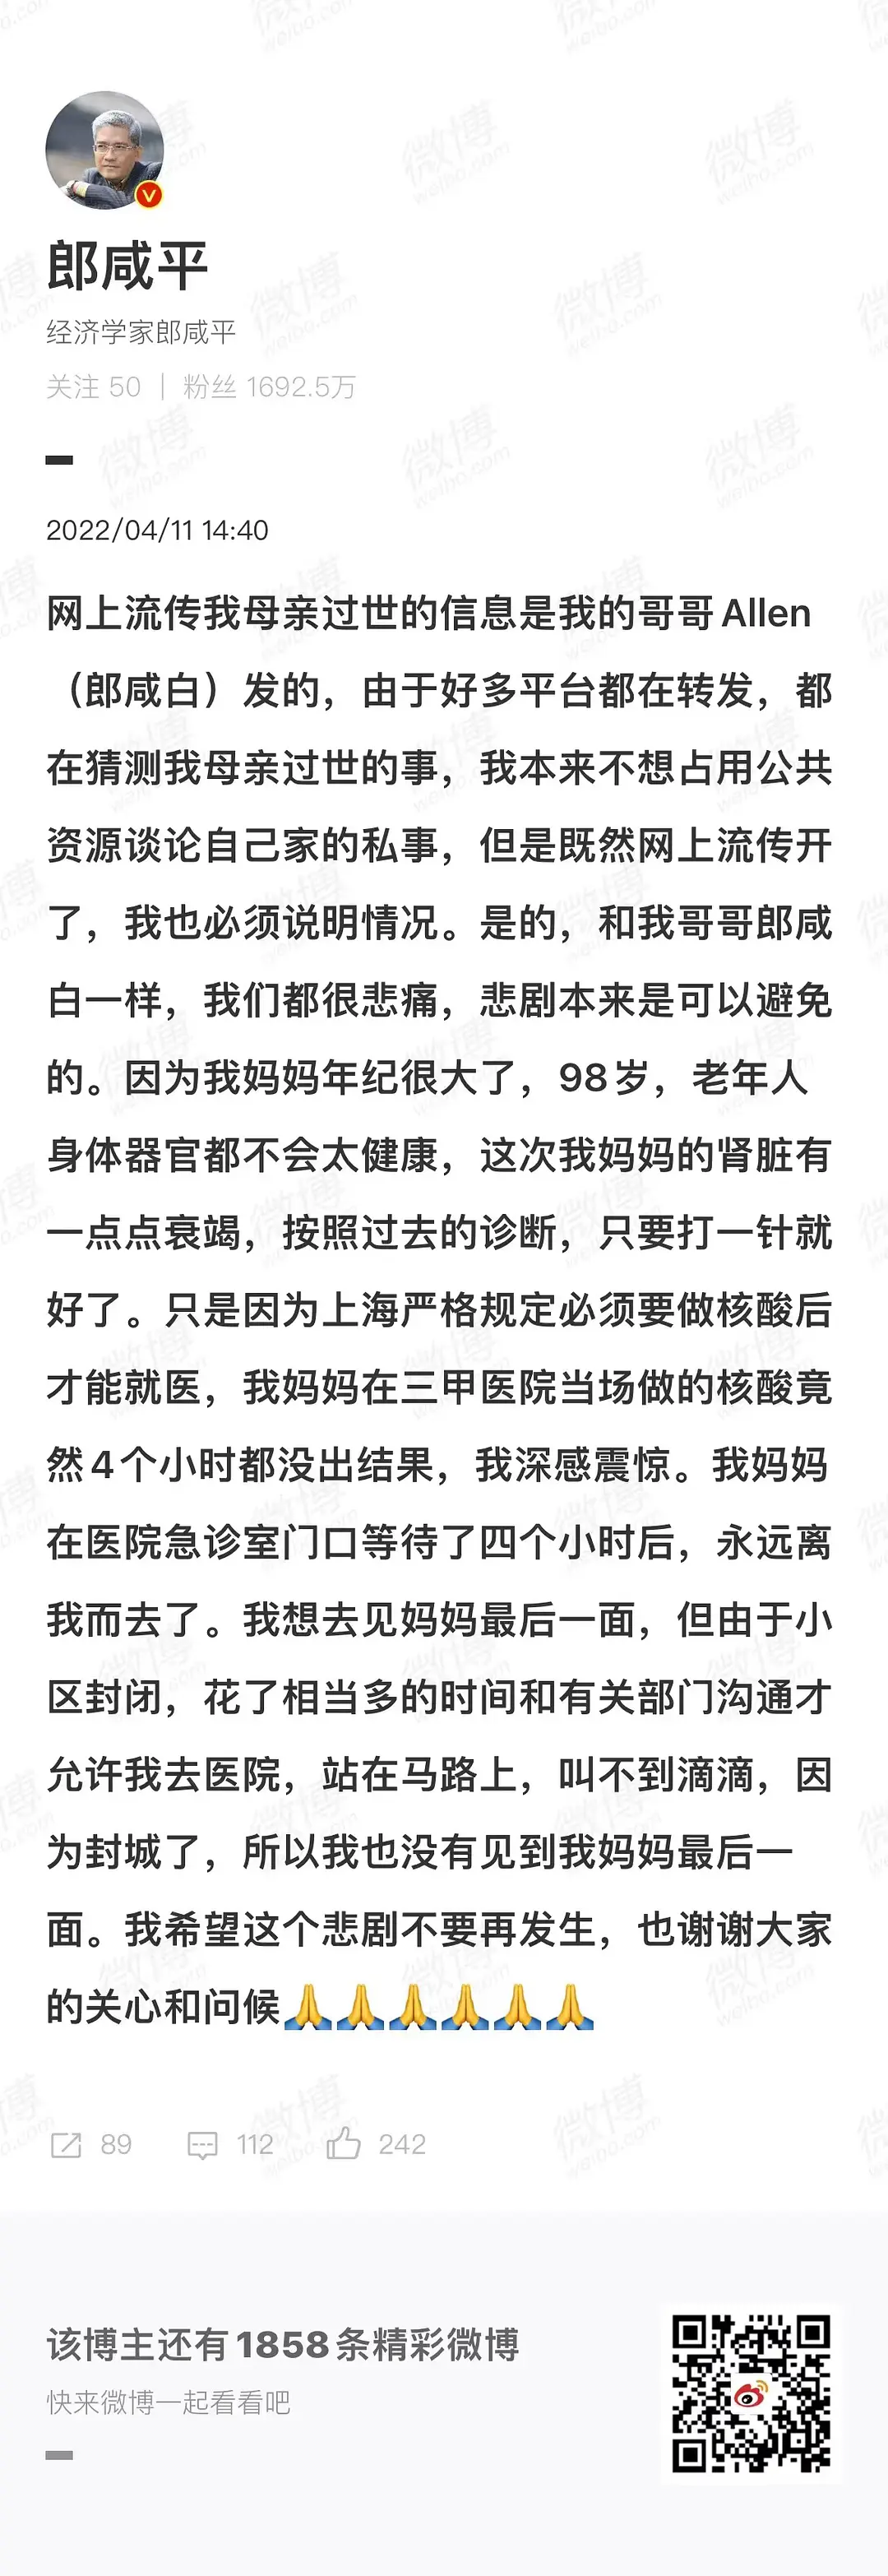 郎咸平
经济学家郎咸平
关注 50 | 粉丝 1692.5万
2022/04/11 14:40
网上流传我母亲过世的信息是我的哥哥Allen
（郎咸白）发的，由于好多平台都在转发，都
在猜测我母亲过世的事，我本来不想占用公共
资源谈论自己家的私事，但是既然网上流传开
了，我也必须说明情况。是的，和我哥哥郎咸
白一样，我们都很悲痛，悲剧本来是可以避免
的。因为我妈妈年纪很大了，98岁，老年人
身体器官都不会太健康，这次我妈妈的肾脏有
一点点衰竭，按照过去的诊断，只要打一针就
好了。只是因为上海严格规定必须要做核酸后
才能就医，我妈妈在三甲医院当场做的核酸竟
然4个小时都没出结果，我深感震惊。我妈妈
在医院急诊室门口等待了四个小时后，永远离
我而去了。我想去见妈妈最后一面，但由于小
区封闭，花了相当多的时间和有关部门沟通才
允许我去医院，站在马路上，叫不到滴滴，因
为封城了，所以我也没有见到我妈妈最后一
面。我希望这个悲剧不要再发生，也谢谢大家
的关心和问候🙏🙏🙏🙏🙏🙏
89 112 242
该博主还有1858条精彩微博
快来微博一起看看吧
微博
weibo.com